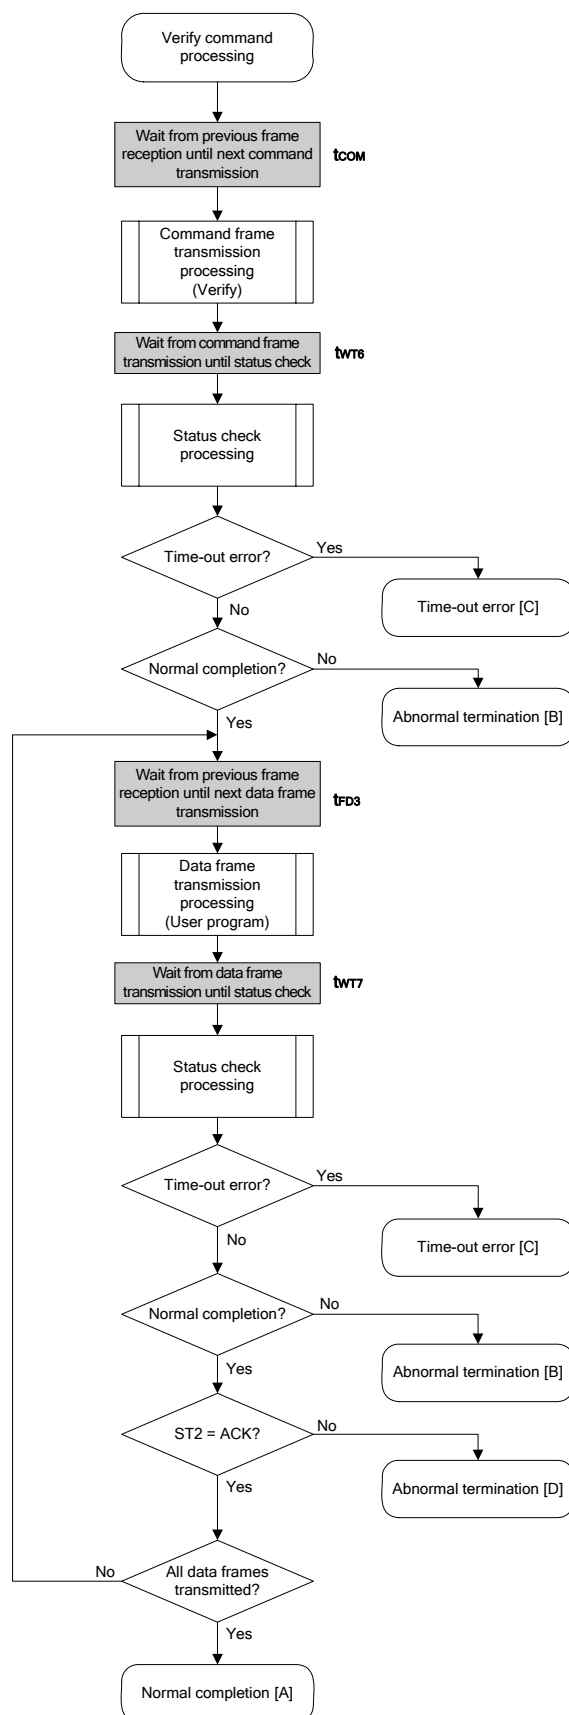 Verify command
processing
Wait from previous frame
reception until next command
transmission
tCOM
Command frame
transmission
processing
(Verify)
Wait from command frame
transmission until status check
tWT6
Status check
processing
Time-out error?
Yes
Time-out error [C]
No
Normal completion?
No
Abnormal termination [B]
Yes
Wait from previous frame
reception until next data frame
transmission
tFD3
Data frame
transmission
processing
(User program)
Wait from data frame
transmission until status check
tWT7
Status check
processing
Time-out error?
Yes
Time-out error [C]
No
Normal completion?
No
Abnormal termination [B]
Yes
ST2 = ACK?
No
Abnormal termination [D]
Yes
No
All data frames
transmitted?
Yes
Normal completion [A]